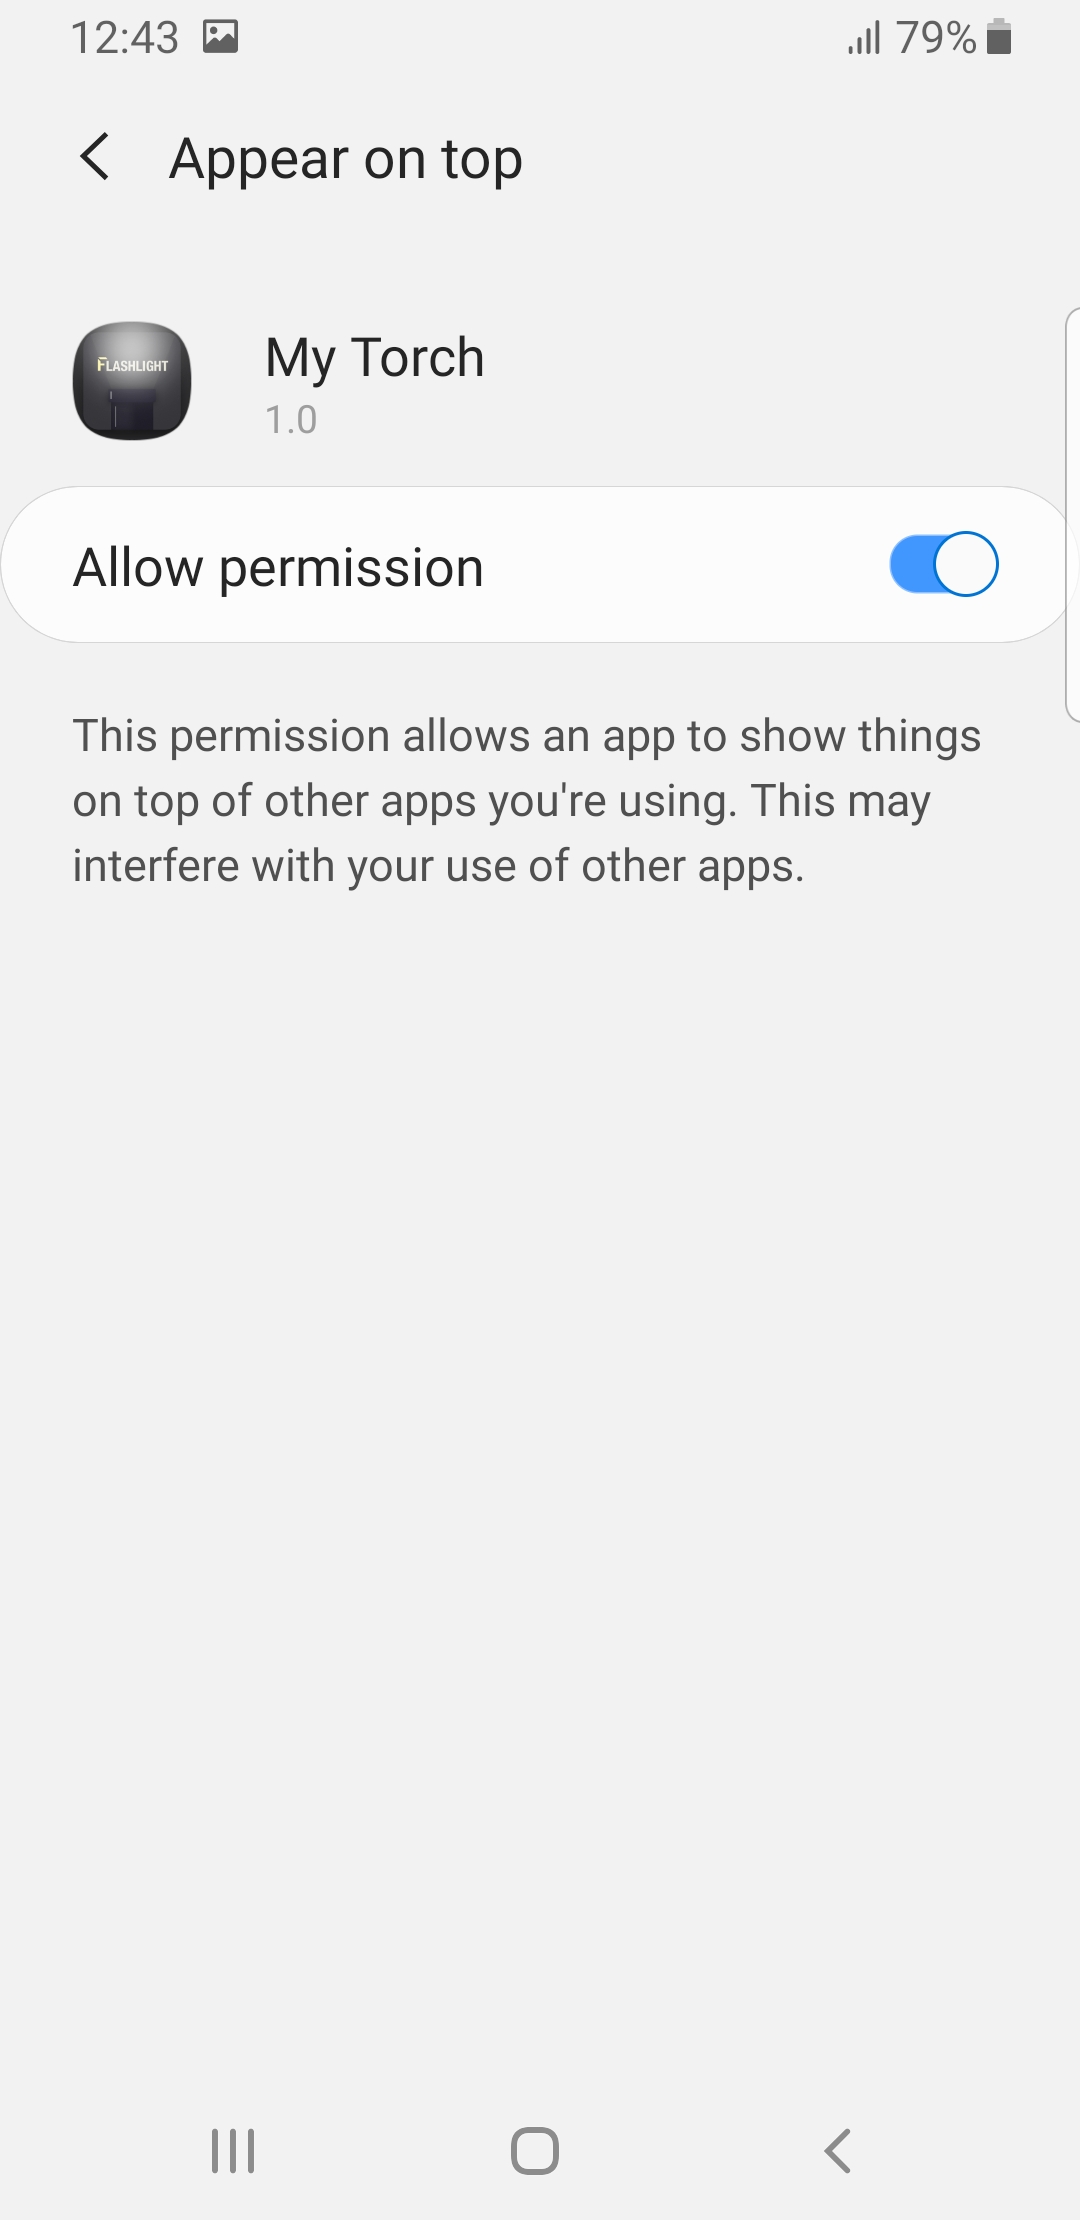 12:43 79%
Appear on top
FLASHLIGHT
My Torch
1.0
Allow permission
This permission allows an app to show things
on top of other apps you're using. This may
interfere with your use of other apps.